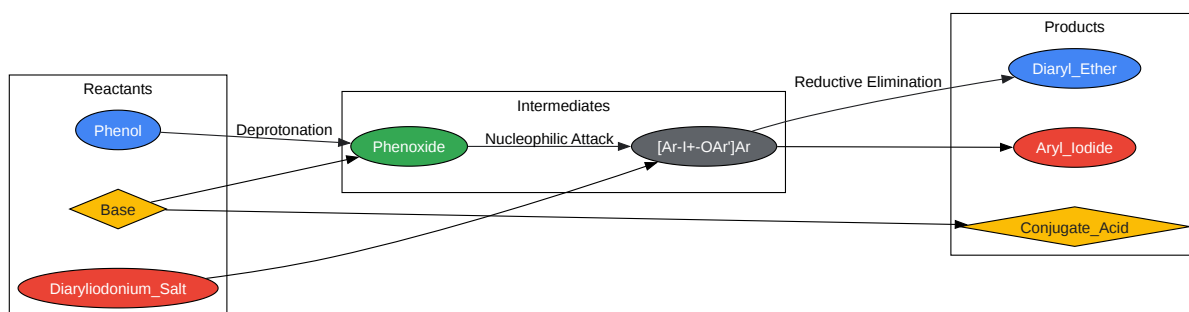 Reactants
Phenol
Base
Diaryliodonium_Salt
Deprotonation
Intermediates
Phenoxide
Nucleophilic Attack
[Ar-I+-OAr']Ar
Reductive Elimination
Products
Diaryl_Ether
Aryl_Iodide
Conjugate_Acid